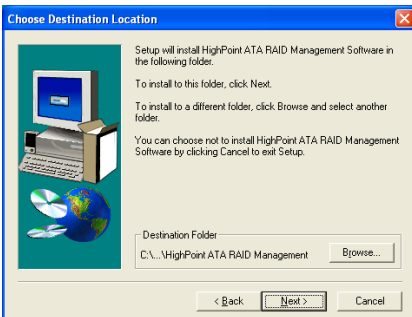 Choose Destination Location
Setup will install HighPoint ATA RAID Management Software in
the following folder.
To install to this folder, click Next.
To install to a different folder, click Browse and select another
folder.
You can choose not to install HighPoint ATA RAID Management
Software by clicking Cancel to exit Setup.
Destination Folder
C:\...\HighPoint ATA RAID Management
Browse...
< Back
Next >
Cancel